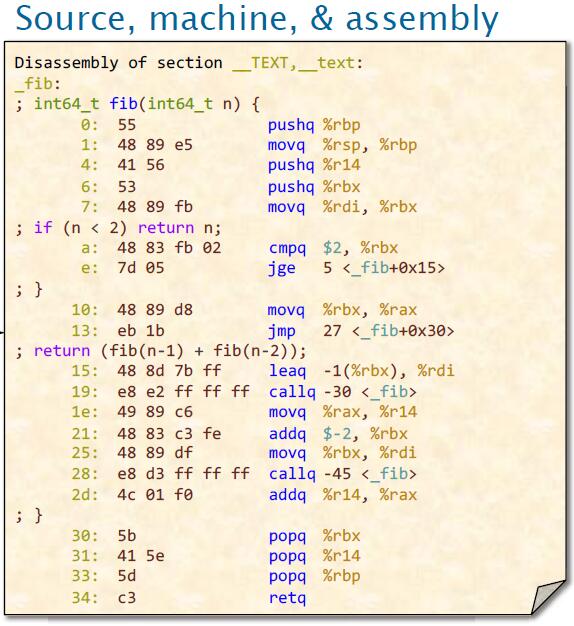 Source, machine, & assembly
Disassembly of section __TEXT,__text:
_fib:
; int64_t fib(int64_t n) {
0: 55 pushq %rbp
1: 48 89 e5 movq %rsp, %rbp
4: 41 56 pushq %r14
6: 53 pushq %rbx
7: 48 89 fb movq %rdi, %rbx
; if (n < 2) return n;
a: 48 83 fb 02 cmpq $2, %rbx
e: 7d 05 jge 5 <_fib+0x15>
; }
10: 48 89 d8 movq %rbx, %rax
13: eb 1b jmp 27 <_fib+0x30>
; return (fib(n-1) + fib(n-2));
15: 48 8d 7b ff leaq -1(%rbx), %rdi
19: e8 e2 ff ff ff callq -30 <_fib>
1e: 49 89 c6 movq %rax, %r14
21: 48 83 c3 fe addq $-2, %rbx
25: 48 89 df movq %rbx, %rdi
28: e8 d3 ff ff ff callq -45 <_fib>
2d: 4c 01 f0 addq %r14, %rax
; }
30: 5b popq %rbx
31: 41 5e popq %r14
33: 5d popq %rbp
34: c3 retq